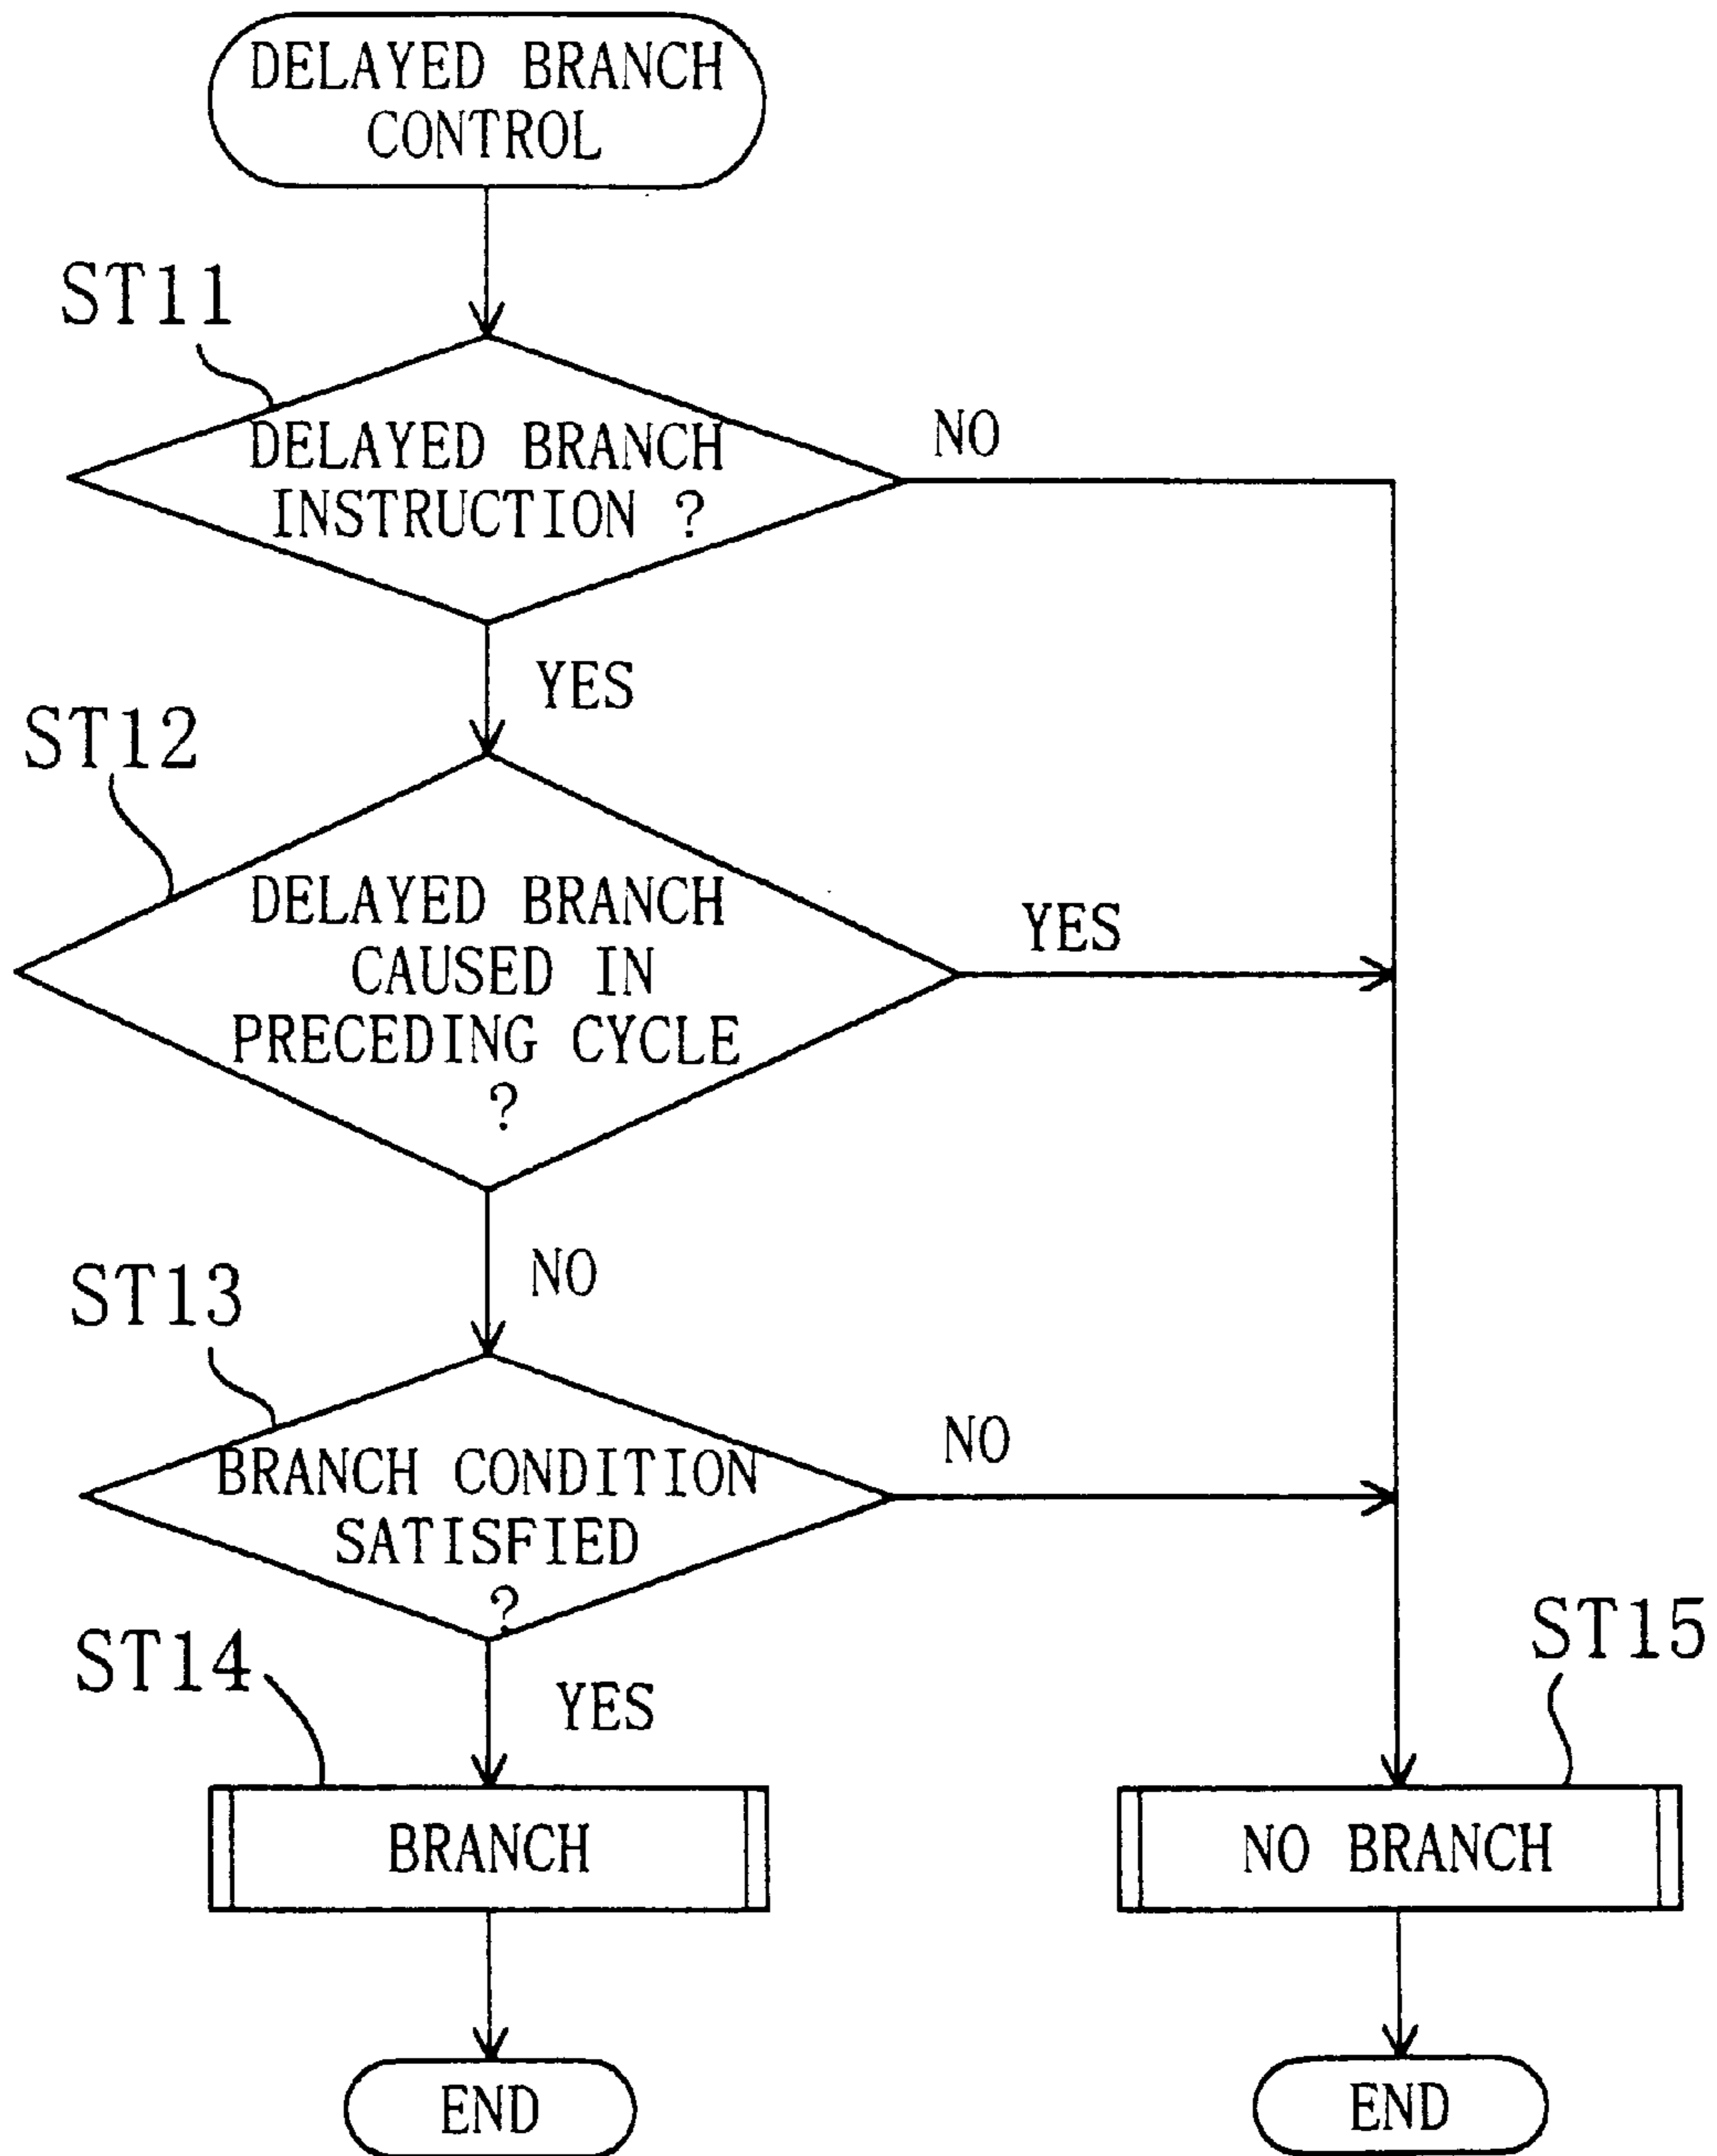 DELAYED BRANCH
CONTROL
ST11
DELAYED BRANCH
INSTRUCTION ?
NO
YES
ST12
DELAYED BRANCH
CAUSED IN
PRECEDING CYCLE
?
YES
NO
ST13
BRANCH CONDITION
SATISFIED
?
NO
YES
ST14
BRANCH
ST15
NO BRANCH
END
END